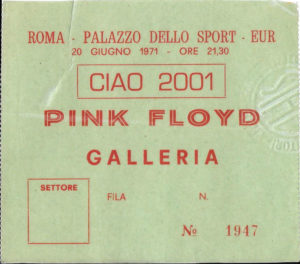 ROMA - PALAZZO DELLO SPORT - EUR
20 GIUGNO 1971 - ORE 21,30
CIAO 2001
PINK FLOYD
GALLERIA
SETTORE
FILA N.
Nº 1947